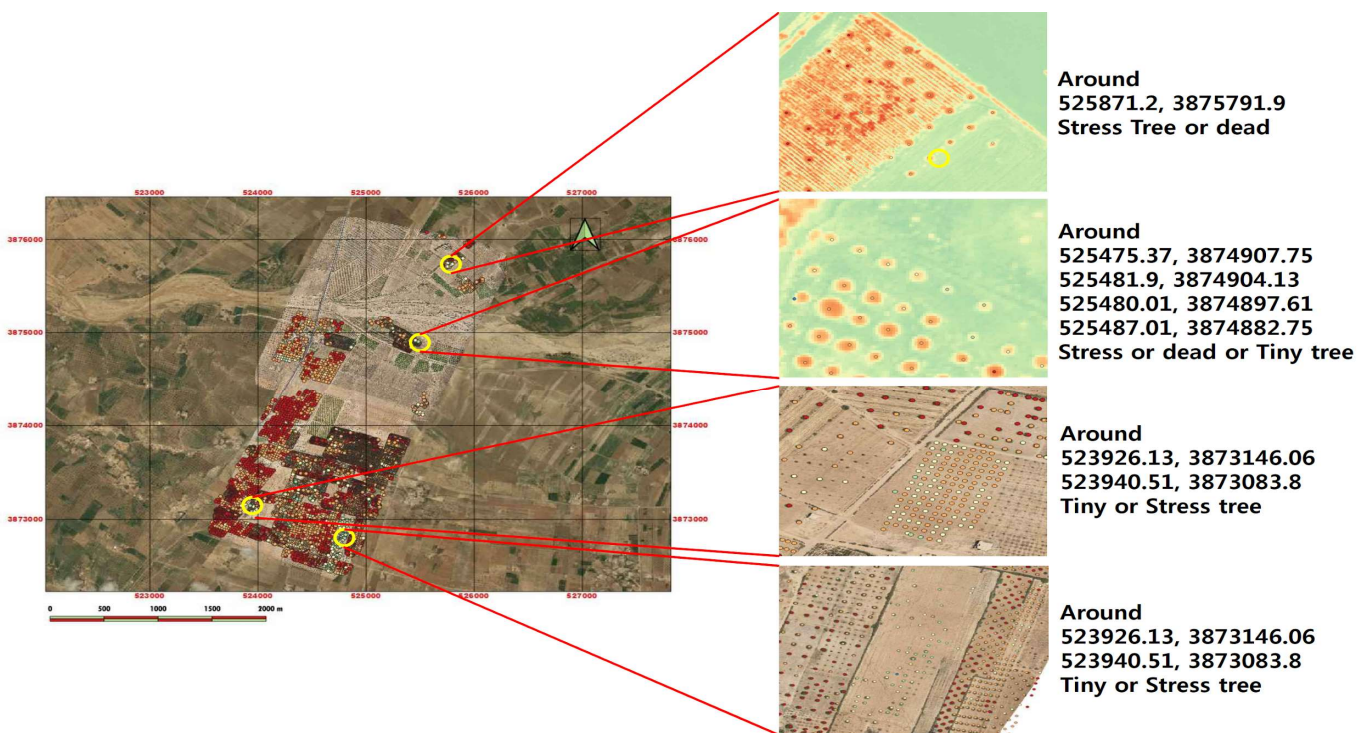 523000 524000 525000 526000 527000
3876000 3876000
3875000 3875000
3874000 3874000
3873000 3873000
523000 524000 525000 526000 527000
0 500 1000 1500 2000 m
Around
525871.2, 3875791.9
Stress Tree or dead
Around
525475.37, 3874907.75
525481.9, 3874904.13
525480.01, 3874897.61
525487.01, 3874882.75
Stress or dead or Tiny tree
Around
523926.13, 3873146.06
523940.51, 3873083.8
Tiny or Stress tree
Around
523926.13, 3873146.06
523940.51, 3873083.8
Tiny or Stress tree